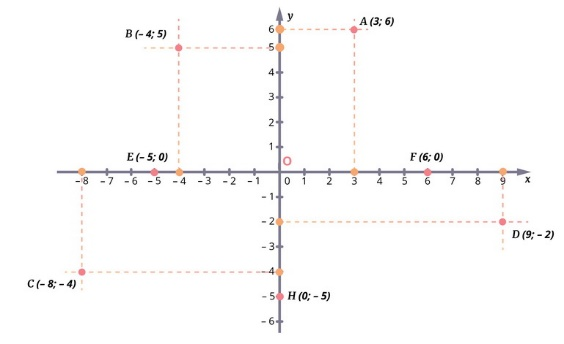 y
6
A (3; 6)
B (– 4; 5)
5
4
3
2
1
E (– 5; 0)
O
F (6; 0)
–8 –7 –6 –5 –4 –3 –2 –1 0 1 2 3 4 5 6 7 8 9 x
– 1
– 2
D (9; – 2)
– 3
– 4
C (– 8; – 4)
– 5 H (0; – 5)
– 6